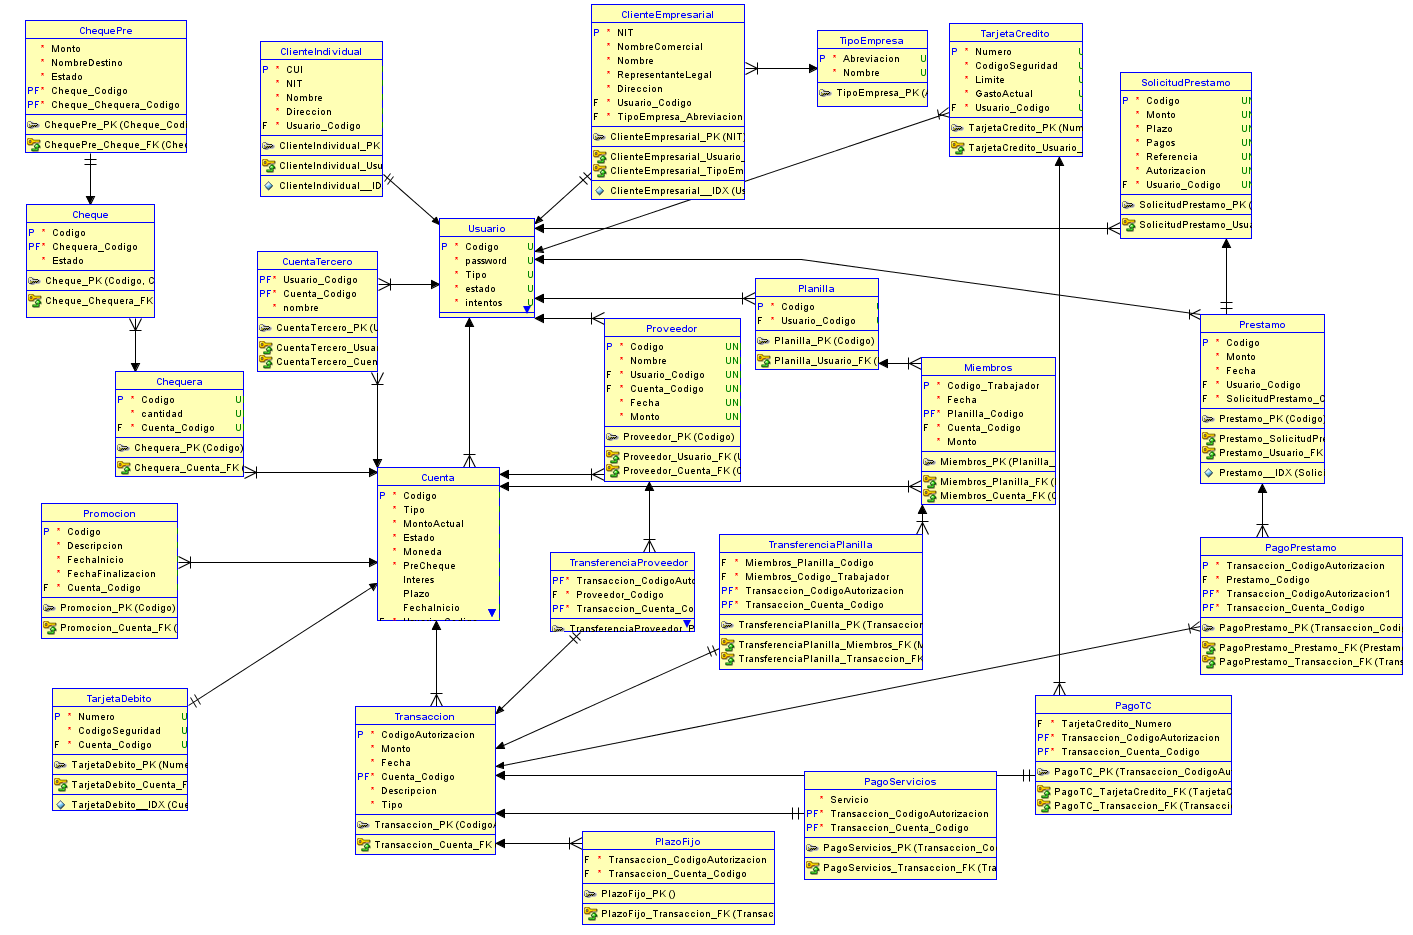 ChequePre
* Monto
* NombreDestino
* Estado
PF* Cheque_Codigo
PF* Cheque_Chequera_Codigo
ChequePre_PK (Cheque_Cod
ChequePre_Cheque_FK (Che
ClienteIndividual
P * CUI
* NIT
* Nombre
* Direccion
F * Usuario_Codigo
ClienteIndividual_PK
ClienteIndividual_Usu
ClienteIndividual__ID
ClienteEmpresarial
P * NIT
* NombreComercial
* Nombre
* RepresentanteLegal
* Direccion
F * Usuario_Codigo
F * TipoEmpresa_Abreviacion
ClienteEmpresarial_PK (NIT)
ClienteEmpresarial_Usuario_
ClienteEmpresarial_TipoEm
ClienteEmpresarial__IDX (Us
TipoEmpresa
P * Abreviacion U
* Nombre U
TipoEmpresa_PK (A
TarjetaCredito
P * Numero U
* CodigoSeguridad U
* Limite U
* GastoActual U
F * Usuario_Codigo U
TarjetaCredito_PK (Num
TarjetaCredito_Usuario_
SolicitudPrestamo
P * Codigo UN
* Monto UN
* Plazo UN
* Pagos UN
* Referencia UN
* Autorizacion UN
F * Usuario_Codigo UN
SolicitudPrestamo_PK (
SolicitudPrestamo_Usua
Cheque
P * Codigo
PF* Chequera_Codigo
* Estado
Cheque_PK (Codigo, C
Cheque_Chequera_FK
Usuario
P * Codigo U
* password U
* Tipo U
* estado U
* intentos U
CuentaTercero
PF* Usuario_Codigo
PF* Cuenta_Codigo
* nombre
CuentaTercero_PK (U
CuentaTercero_Usua
CuentaTercero_Cuen
Planilla
P * Codigo
F * Usuario_Codigo
Planilla_PK (Codigo)
Planilla_Usuario_FK (
Proveedor
P * Codigo UN
* Nombre UN
F * Usuario_Codigo UN
F * Cuenta_Codigo UN
* Fecha UN
* Monto UN
Proveedor_PK (Codigo)
Proveedor_Usuario_FK (U
Proveedor_Cuenta_FK (C
Prestamo
P * Codigo
* Monto
* Fecha
F * Usuario_Codigo
F * SolicitudPrestamo_C
Prestamo_PK (Codigo)
Prestamo_SolicitudPr
Prestamo_Usuario_FK
Prestamo__IDX (Solic
Miembros
P * Codigo_Trabajador
* Fecha
PF* Planilla_Codigo
F * Cuenta_Codigo
* Monto
Miembros_PK (Planilla_
Miembros_Planilla_FK (
Miembros_Cuenta_FK (C
Chequera
P * Codigo U
* cantidad U
F * Cuenta_Codigo U
Chequera_PK (Codigo)
Chequera_Cuenta_FK (
Cuenta
P * Codigo
* Tipo
* MontoActual
* Estado
* Moneda
* PreCheque
Interes
Plazo
FechaInicio
Promocion
P * Codigo
* Descripcion
* FechaInicio
* FechaFinalizacion
F * Cuenta_Codigo
Promocion_PK (Codigo)
Promocion_Cuenta_FK (
TransferenciaProveedor
PF* Transaccion_CodigoAuto
F * Proveedor_Codigo
PF* Transaccion_Cuenta_Co
TransferenciaProveedor_P
TransferenciaPlanilla
F * Miembros_Planilla_Codigo
F * Miembros_Codigo_Trabajador
PF* Transaccion_CodigoAutorizacion
PF* Transaccion_Cuenta_Codigo
TransferenciaPlanilla_PK (Transaccion
TransferenciaPlanilla_Miembros_FK (M
TransferenciaPlanilla_Transaccion_FK
PagoPrestamo
P * Transaccion_CodigoAutorizacion
F * Prestamo_Codigo
PF* Transaccion_CodigoAutorizacion1
PF* Transaccion_Cuenta_Codigo
PagoPrestamo_PK (Transaccion_Codi
PagoPrestamo_Prestamo_FK (Prestam
PagoPrestamo_Transaccion_FK (Trans
TarjetaDebito
P * Numero U
* CodigoSeguridad U
F * Cuenta_Codigo U
TarjetaDebito_PK (Nume
TarjetaDebito_Cuenta_F
TarjetaDebito__IDX (Cue
Transaccion
P * CodigoAutorizacion
* Monto
* Fecha
PF* Cuenta_Codigo
* Descripcion
* Tipo
Transaccion_PK (CodigoA
Transaccion_Cuenta_FK
PagoTC
F * TarjetaCredito_Numero
PF* Transaccion_CodigoAutorizacion
PF* Transaccion_Cuenta_Codigo
PagoTC_PK (Transaccion_CodigoAu
PagoTC_TarjetaCredito_FK (TarjetaC
PagoTC_Transaccion_FK (Transacci
PagoServicios
* Servicio
PF* Transaccion_CodigoAutorizacion
PF* Transaccion_Cuenta_Codigo
PagoServicios_PK (Transaccion_Co
PagoServicios_Transaccion_FK (Tra
PlazoFijo
F * Transaccion_CodigoAutorizacion
F * Transaccion_Cuenta_Codigo
PlazoFijo_PK ()
PlazoFijo_Transaccion_FK (Transac